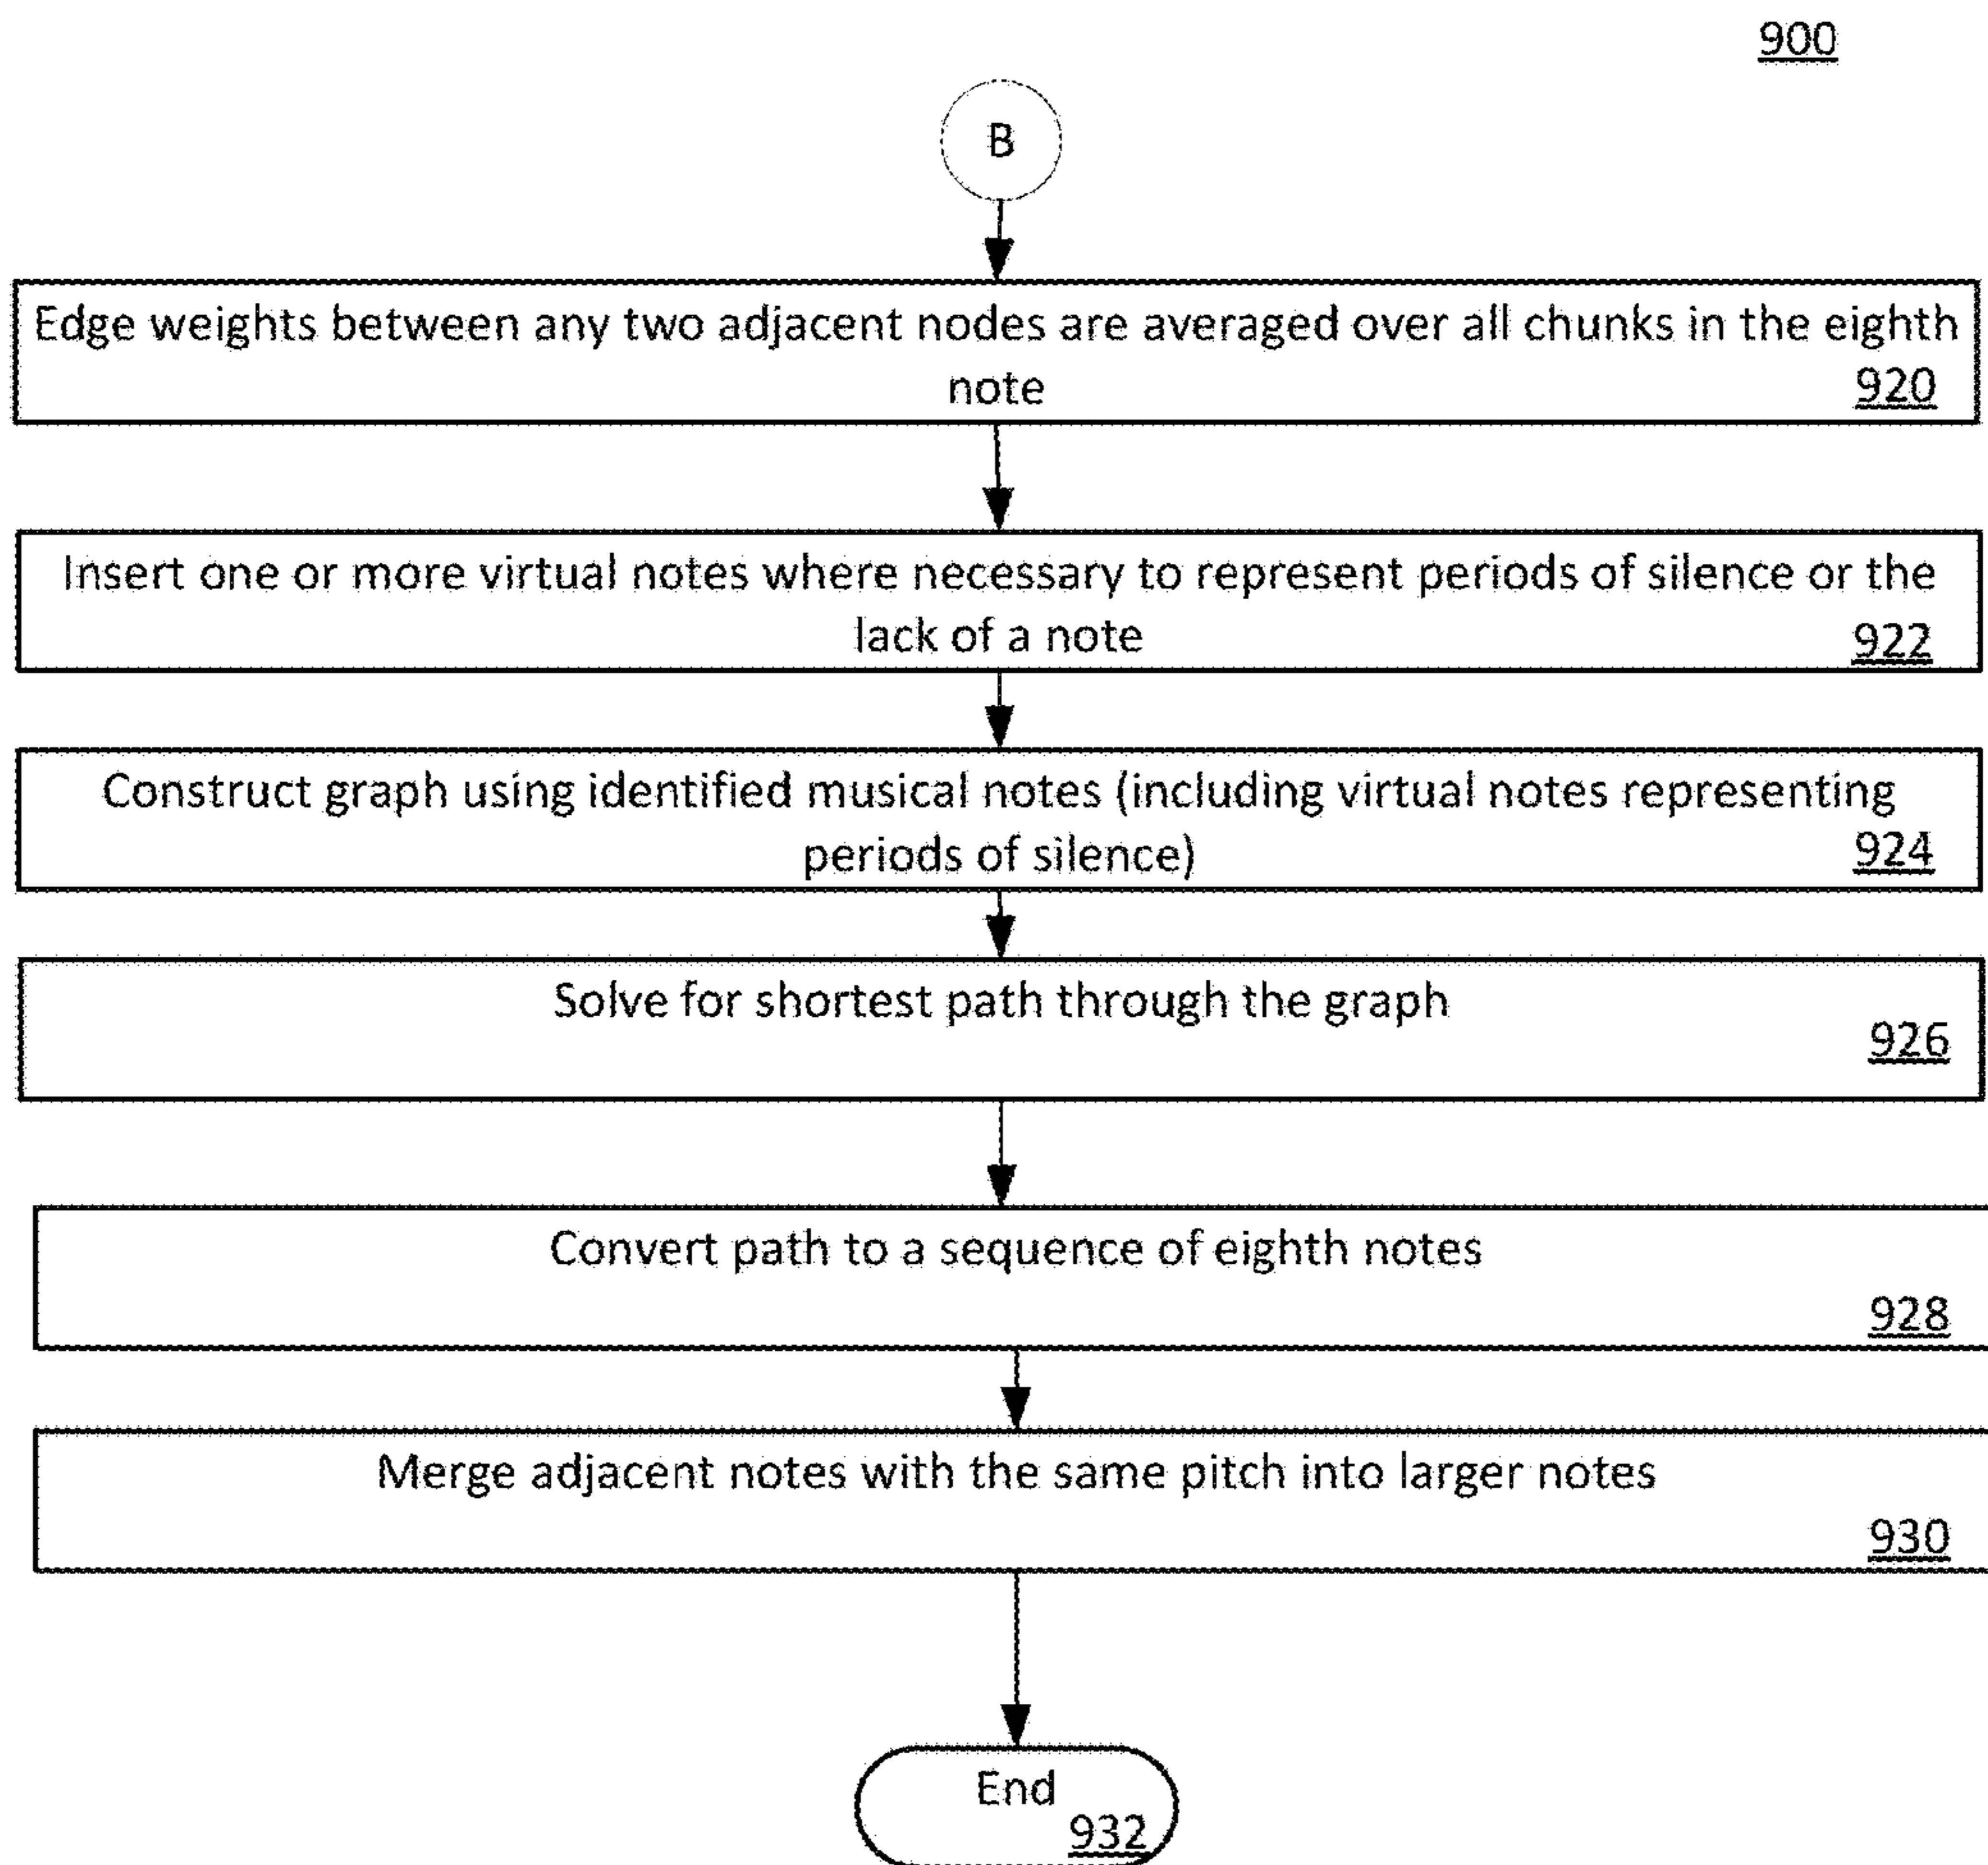 900
B
Edge weights between any two adjacent nodes are averaged over all chunks in the eighth
note
920
Insert one or more virtual notes where necessary to represent periods of silence or the
lack of a note
922
Construct graph using identified musical notes (including virtual notes representing
periods of silence)
924
Solve for shortest path through the graph
926
Convert path to a sequence of eighth notes
928
Merge adjacent notes with the same pitch into larger notes
930
End
932